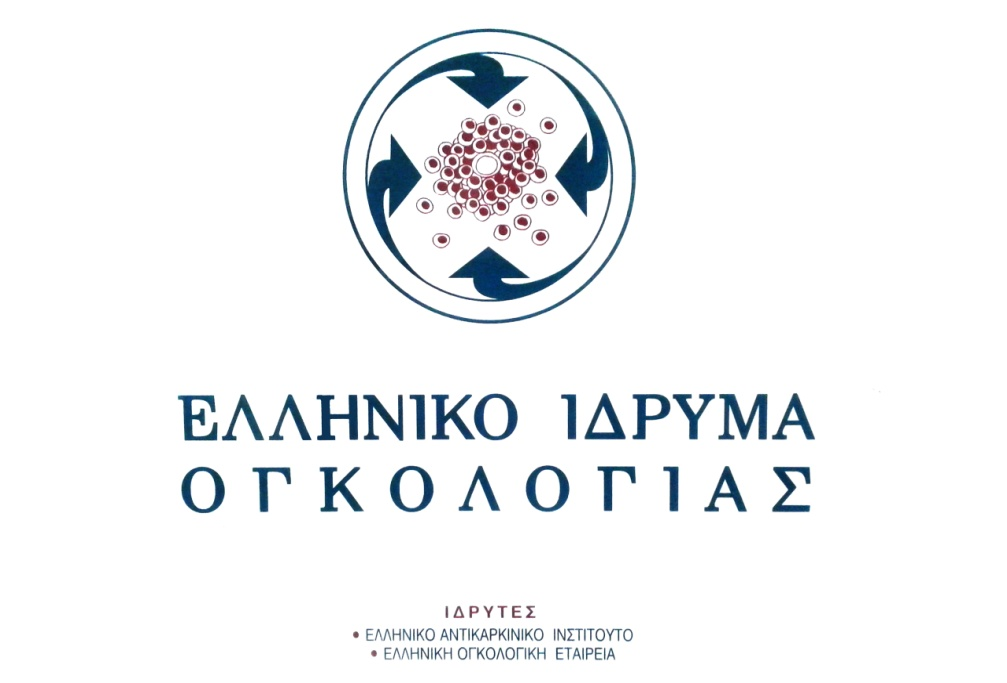 ΕΛΛΗΝΙΚΟ ΙΔΡΥΜΑ
ΟΓΚΟΛΟΓΙΑΣ
ΙΔΡΥΤΕΣ
• ΕΛΛΗΝΙΚΟ ΑΝΤΙΚΑΡΚΙΝΙΚΟ ΙΝΣΤΙΤΟΥΤΟ
• ΕΛΛΗΝΙΚΗ ΟΓΚΟΛΟΓΙΚΗ ΕΤΑΙΡΕΙΑ